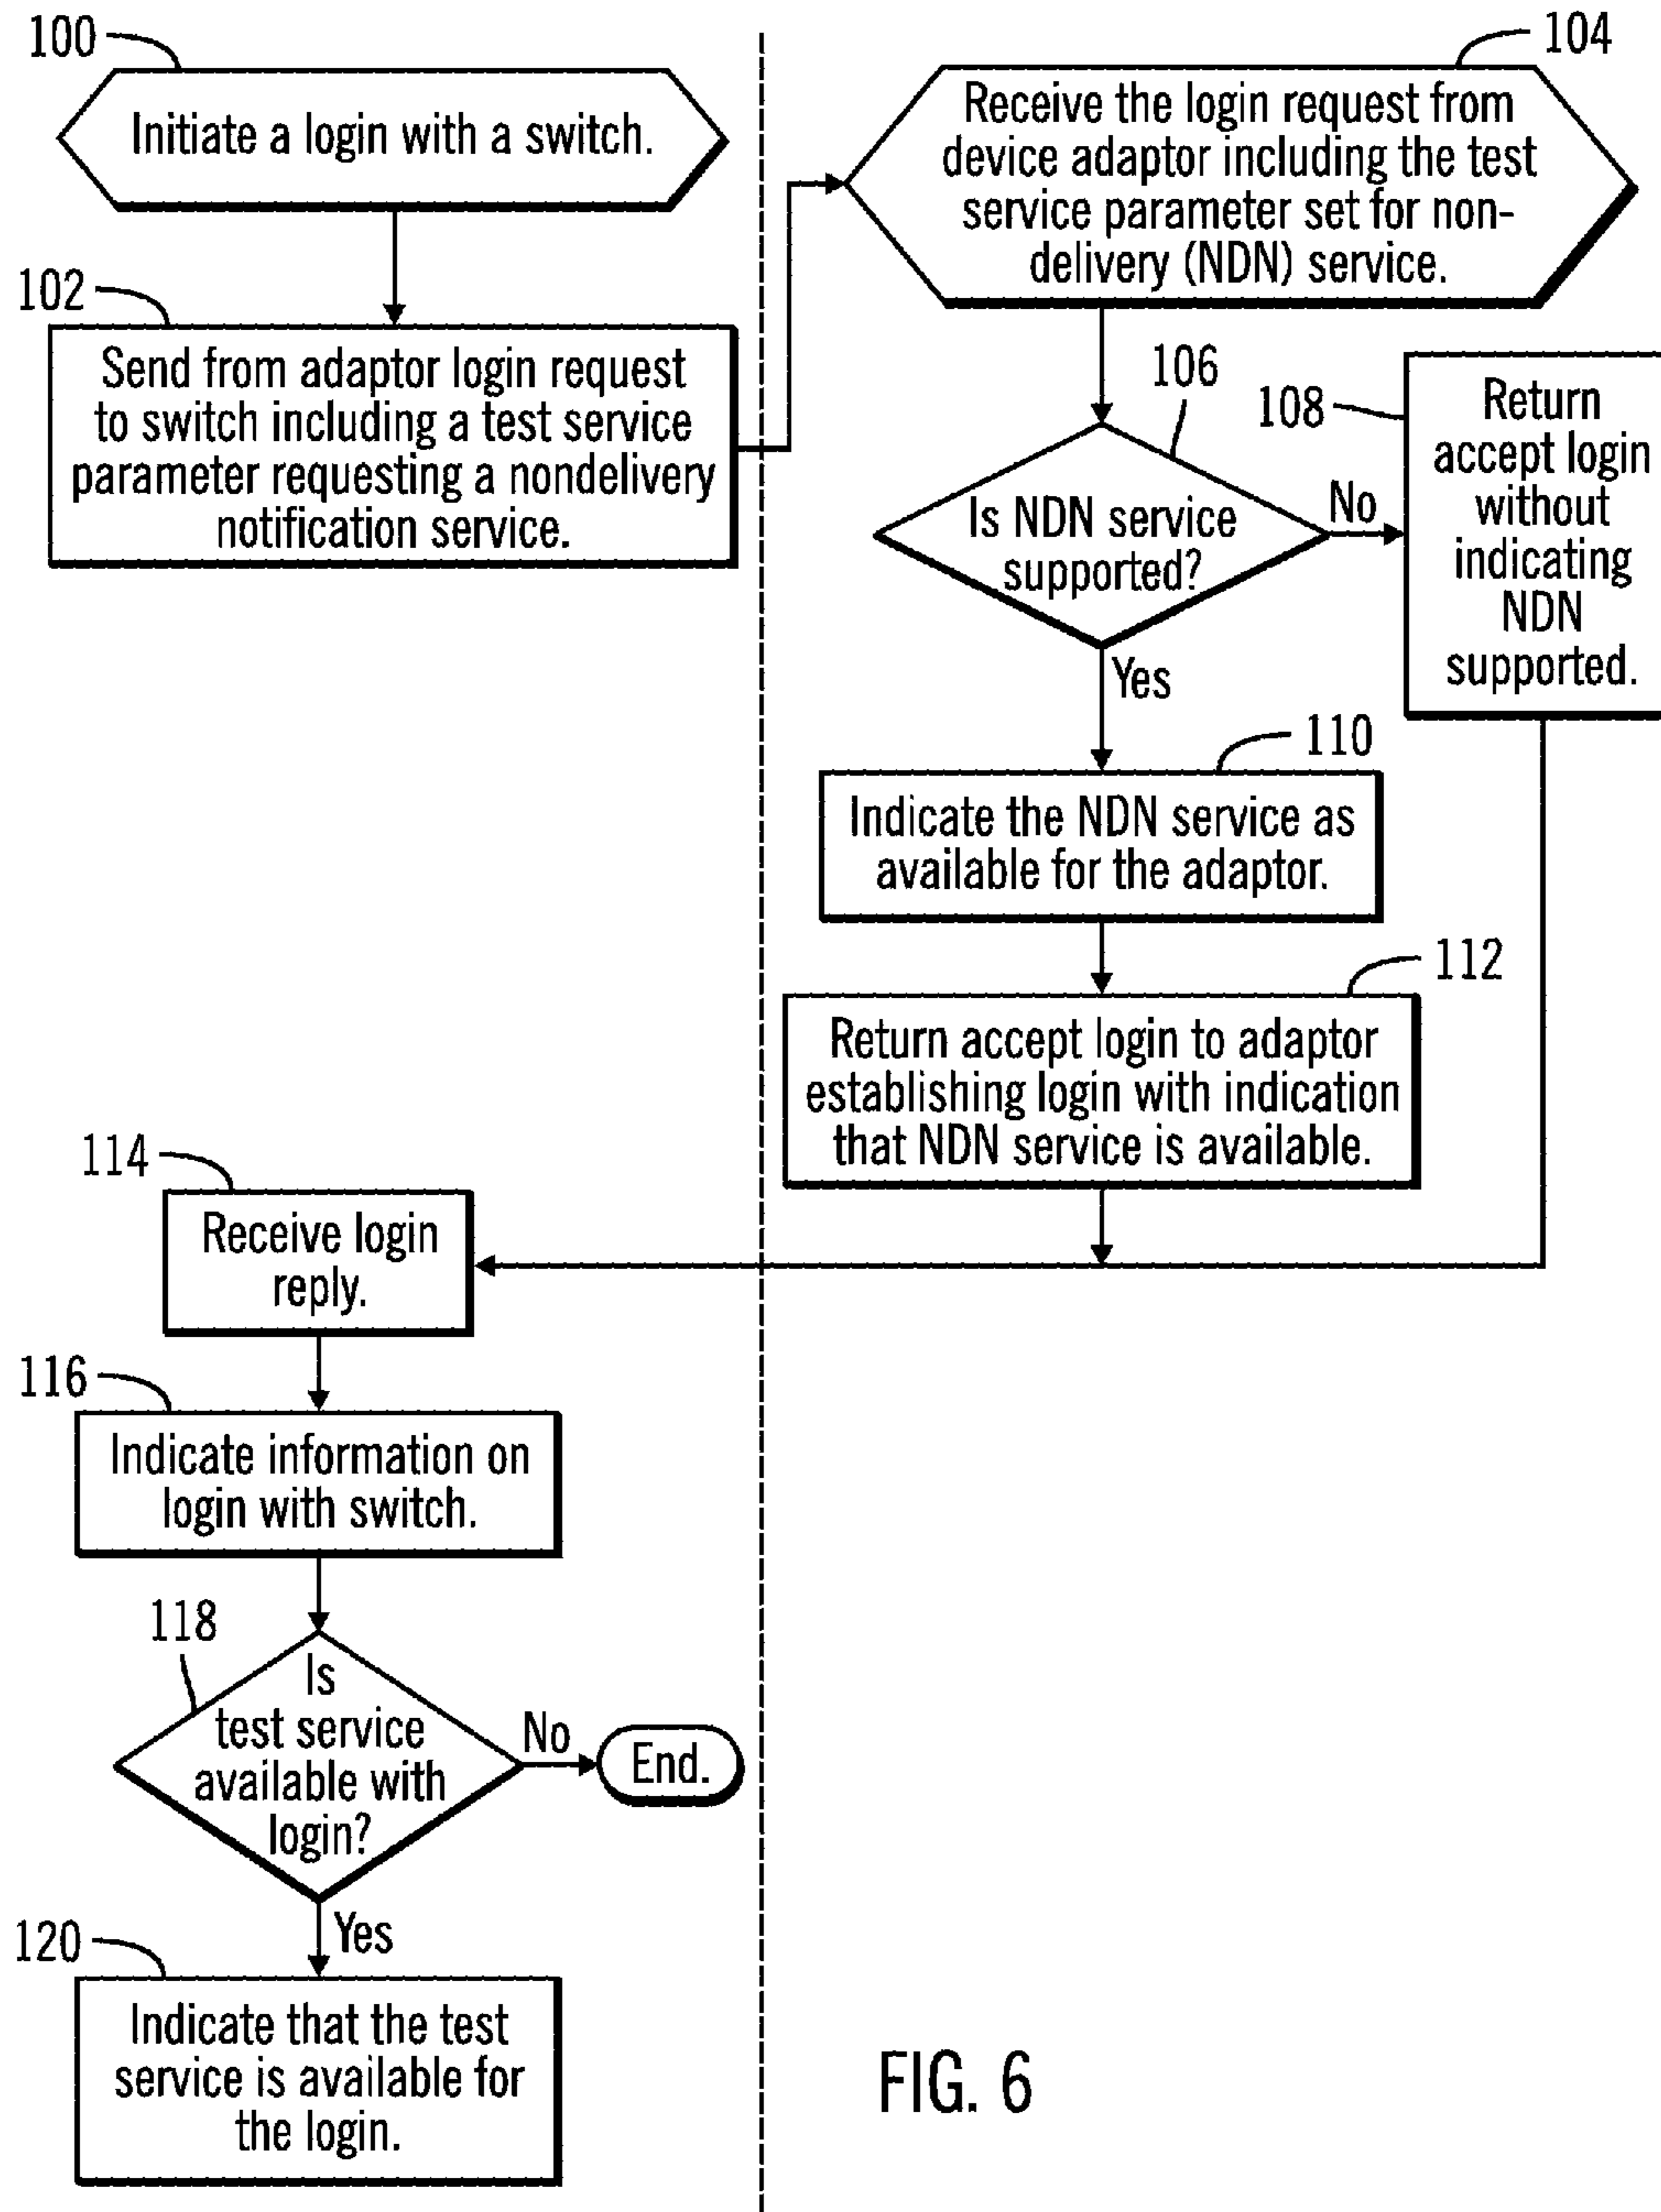 100
Initiate a login with a switch.
102
Send from adaptor login request
to switch including a test service
parameter requesting a nondelivery
notification service.
104
Receive the login request from
device adaptor including the test
service parameter set for non-
delivery (NDN) service.
106
Is NDN service
supported?
No
Yes
108
Return
accept login
without
indicating
NDN
supported.
110
Indicate the NDN service as
available for the adaptor.
112
Return accept login to adaptor
establishing login with indication
that NDN service is available.
114
Receive login
reply.
116
Indicate information on
login with switch.
118
Is
test service
available with
login?
No
End.
Yes
120
Indicate that the test
service is available for
the login.
FIG. 6